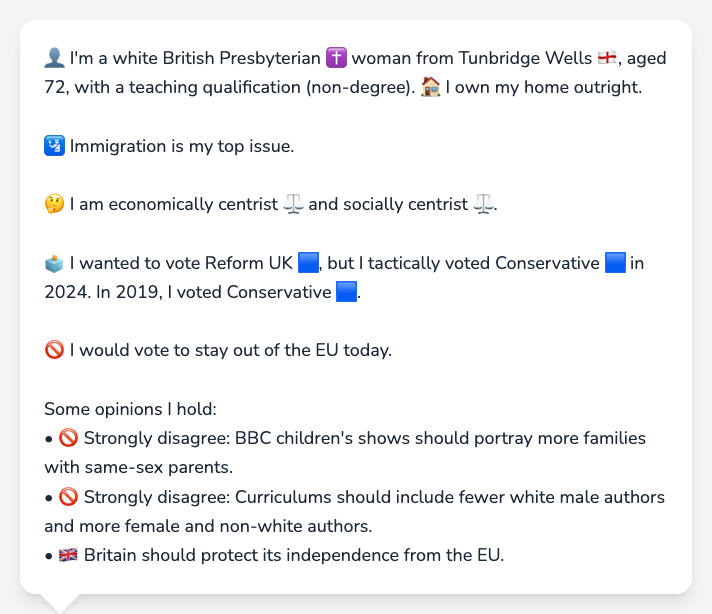 👤 I'm a white British Presbyterian ✝️ woman from Tunbridge Wells 🏴󠁧󠁢󠁥󠁮󠁧󠁿, aged
72, with a teaching qualification (non-degree). 🏠 I own my home outright.
🛂 Immigration is my top issue.
🤔 I am economically centrist ⚖️ and socially centrist ⚖️.
🗳️ I wanted to vote Reform UK 🟦, but I tactically voted Conservative 🟦 in
2024. In 2019, I voted Conservative 🟦.
🚫 I would vote to stay out of the EU today.
Some opinions I hold:
• 🚫 Strongly disagree: BBC children's shows should portray more families
with same-sex parents.
• 🚫 Strongly disagree: Curriculums should include fewer white male authors
and more female and non-white authors.
• 🇬🇧 Britain should protect its independence from the EU.